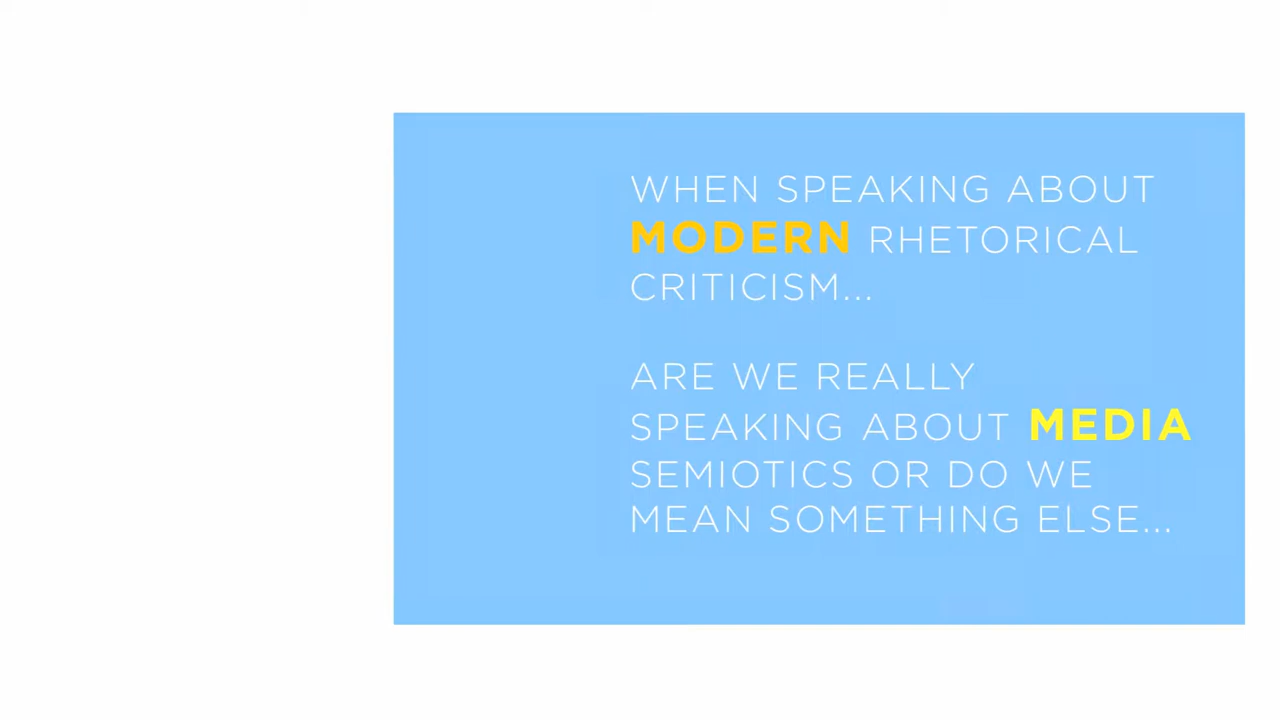 WHEN SPEAKING ABOUT
MODERN RHETORICAL
CRITICISM...
ARE WE REALLY
SPEAKING ABOUT MEDIA
SEMIOTICS OR DO WE
MEAN SOMETHING ELSE...